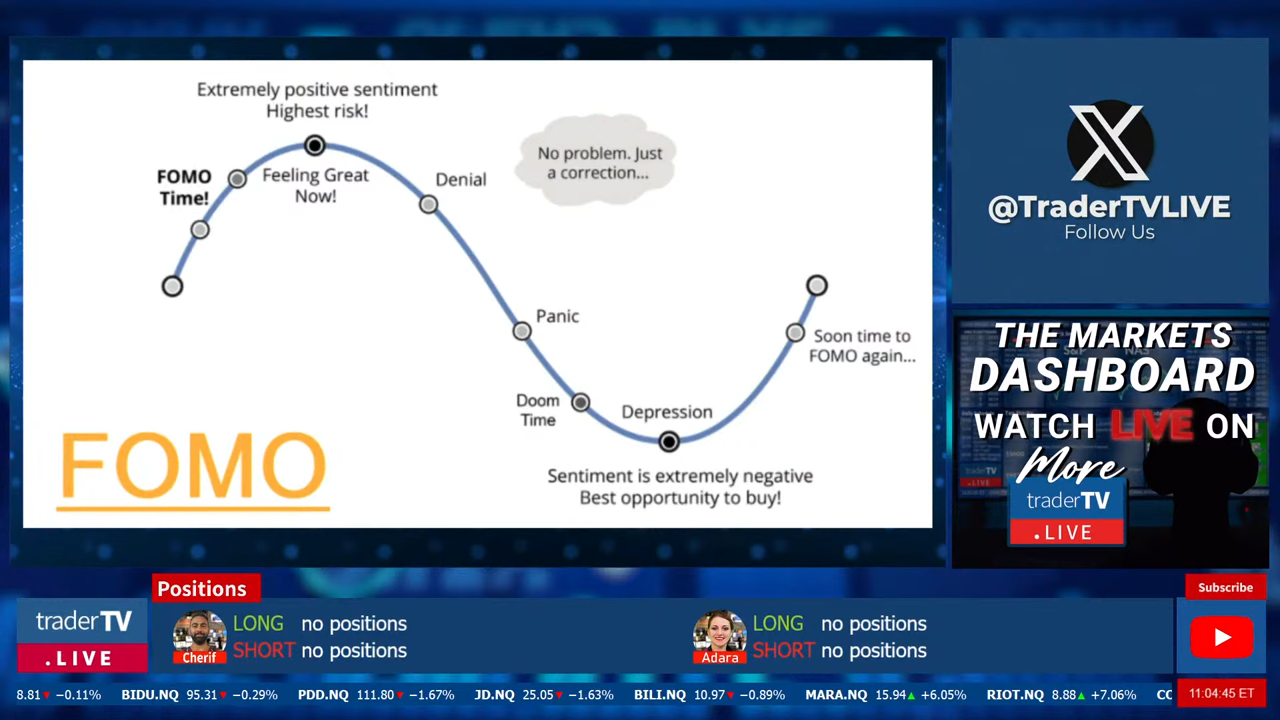 Extremely positive sentiment
Highest risk!
FOMO
Time!
Feeling Great
Now!
Denial
No problem. Just
a correction...
Panic
Doom
Time
Depression
Soon time to
FOMO again...
Sentiment is extremely negative
Best opportunity to buy!
FOMO
X
@TraderTVLIVE
Follow Us
THE MARKETS
DASHBOARD
WATCH LIVE ON
More
traderTV
.LIVE
Positions
Subscribe
traderTV
.LIVE
Cherif
LONG no positions
SHORT no positions
Adara
LONG no positions
SHORT no positions
8.81 −0.11% BIDU.NQ 95.31 −0.29% PDD.NQ 111.80 −1.67% JD.NQ 25.05 −1.63% BILI.NQ 10.97 −0.89% MARA.NQ 15.94 +6.05% RIOT.NQ 8.88 +7.06% CC
11:04:45 ET